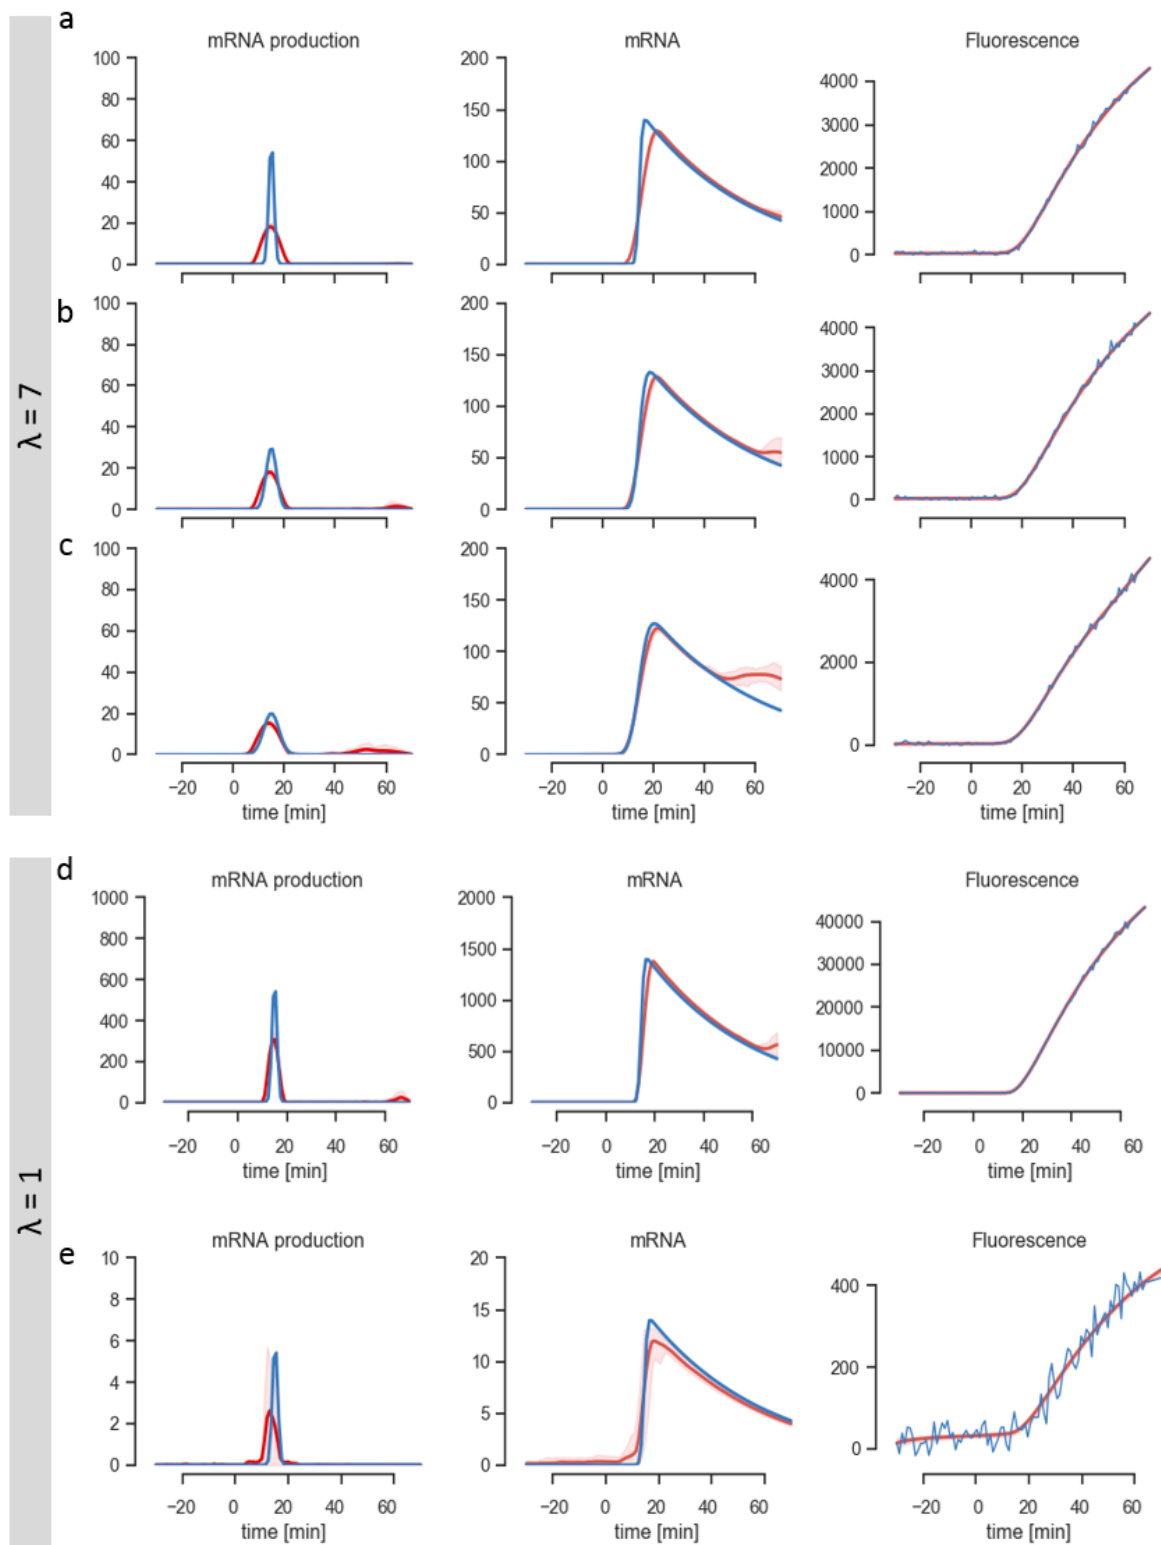 a
mRNA production mRNA Fluorescence
100 200 4000
80 150 3000
60 100 2000
40 50 1000
20 0 0
0
b
100 200 4000
80 150 3000
60 100 2000
40 50 1000
20 0 0
0
λ = 7
c
100 200 4000
80 150 2000
60 100 0
40 50
20 0
0
−20 0 20 40 60 −20 0 20 40 60 −20 0 20 40 60
time [min] time [min] time [min]
d
mRNA production mRNA Fluorescence
1000 2000 40000
800 1500 30000
600 1000 20000
400 500 10000
200 0 0
0
−20 0 20 40 60 −20 0 20 40 60 −20 0 20 40 60
time [min] time [min] time [min]
λ = 1
e
mRNA production mRNA Fluorescence
10 20 400
8 15 200
6 10 0
4 5
2 0
0
−20 0 20 40 60 −20 0 20 40 60 −20 0 20 40 60
time [min] time [min] time [min]